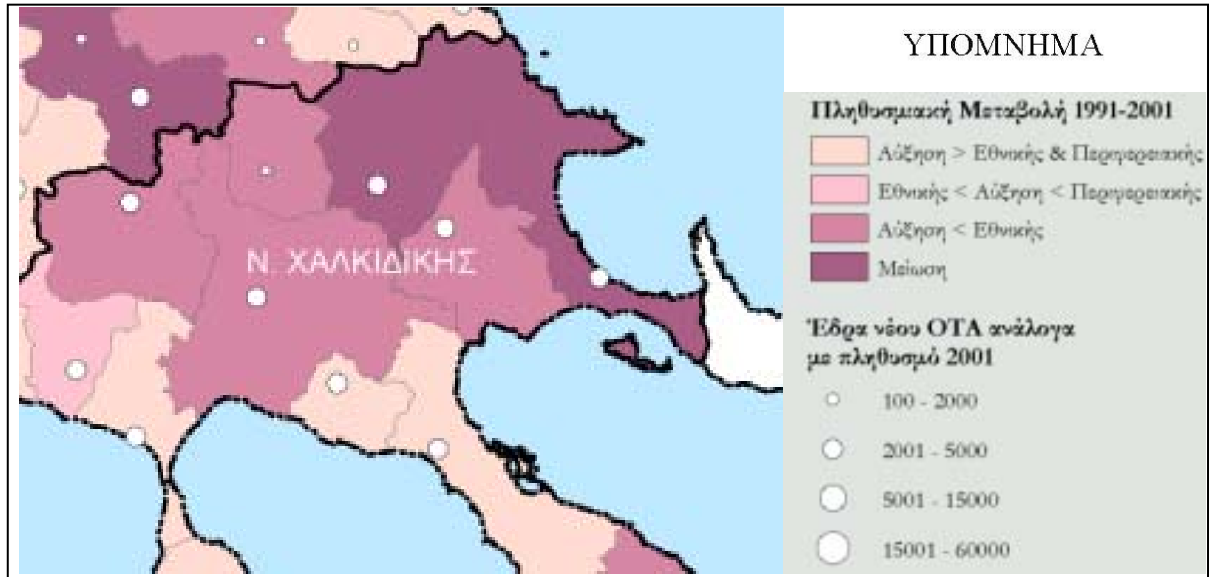 Ν. ΧΑΛΚΙΔΙΚΗΣ
ΥΠΟΜΝΗΜΑ
Πληθυσμιακή Μεταβολή 1991-2001
Αύξηση > Εθνικής & Περιφερειακής
Εθνικής < Αύξηση < Περιφερειακής
Αύξηση < Εθνικής
Μείωση
Έδρα νέου ΟΤΑ ανάλογα
με πληθυσμό 2001
100 - 2000
2001 - 5000
5001 - 15000
15001 - 60000